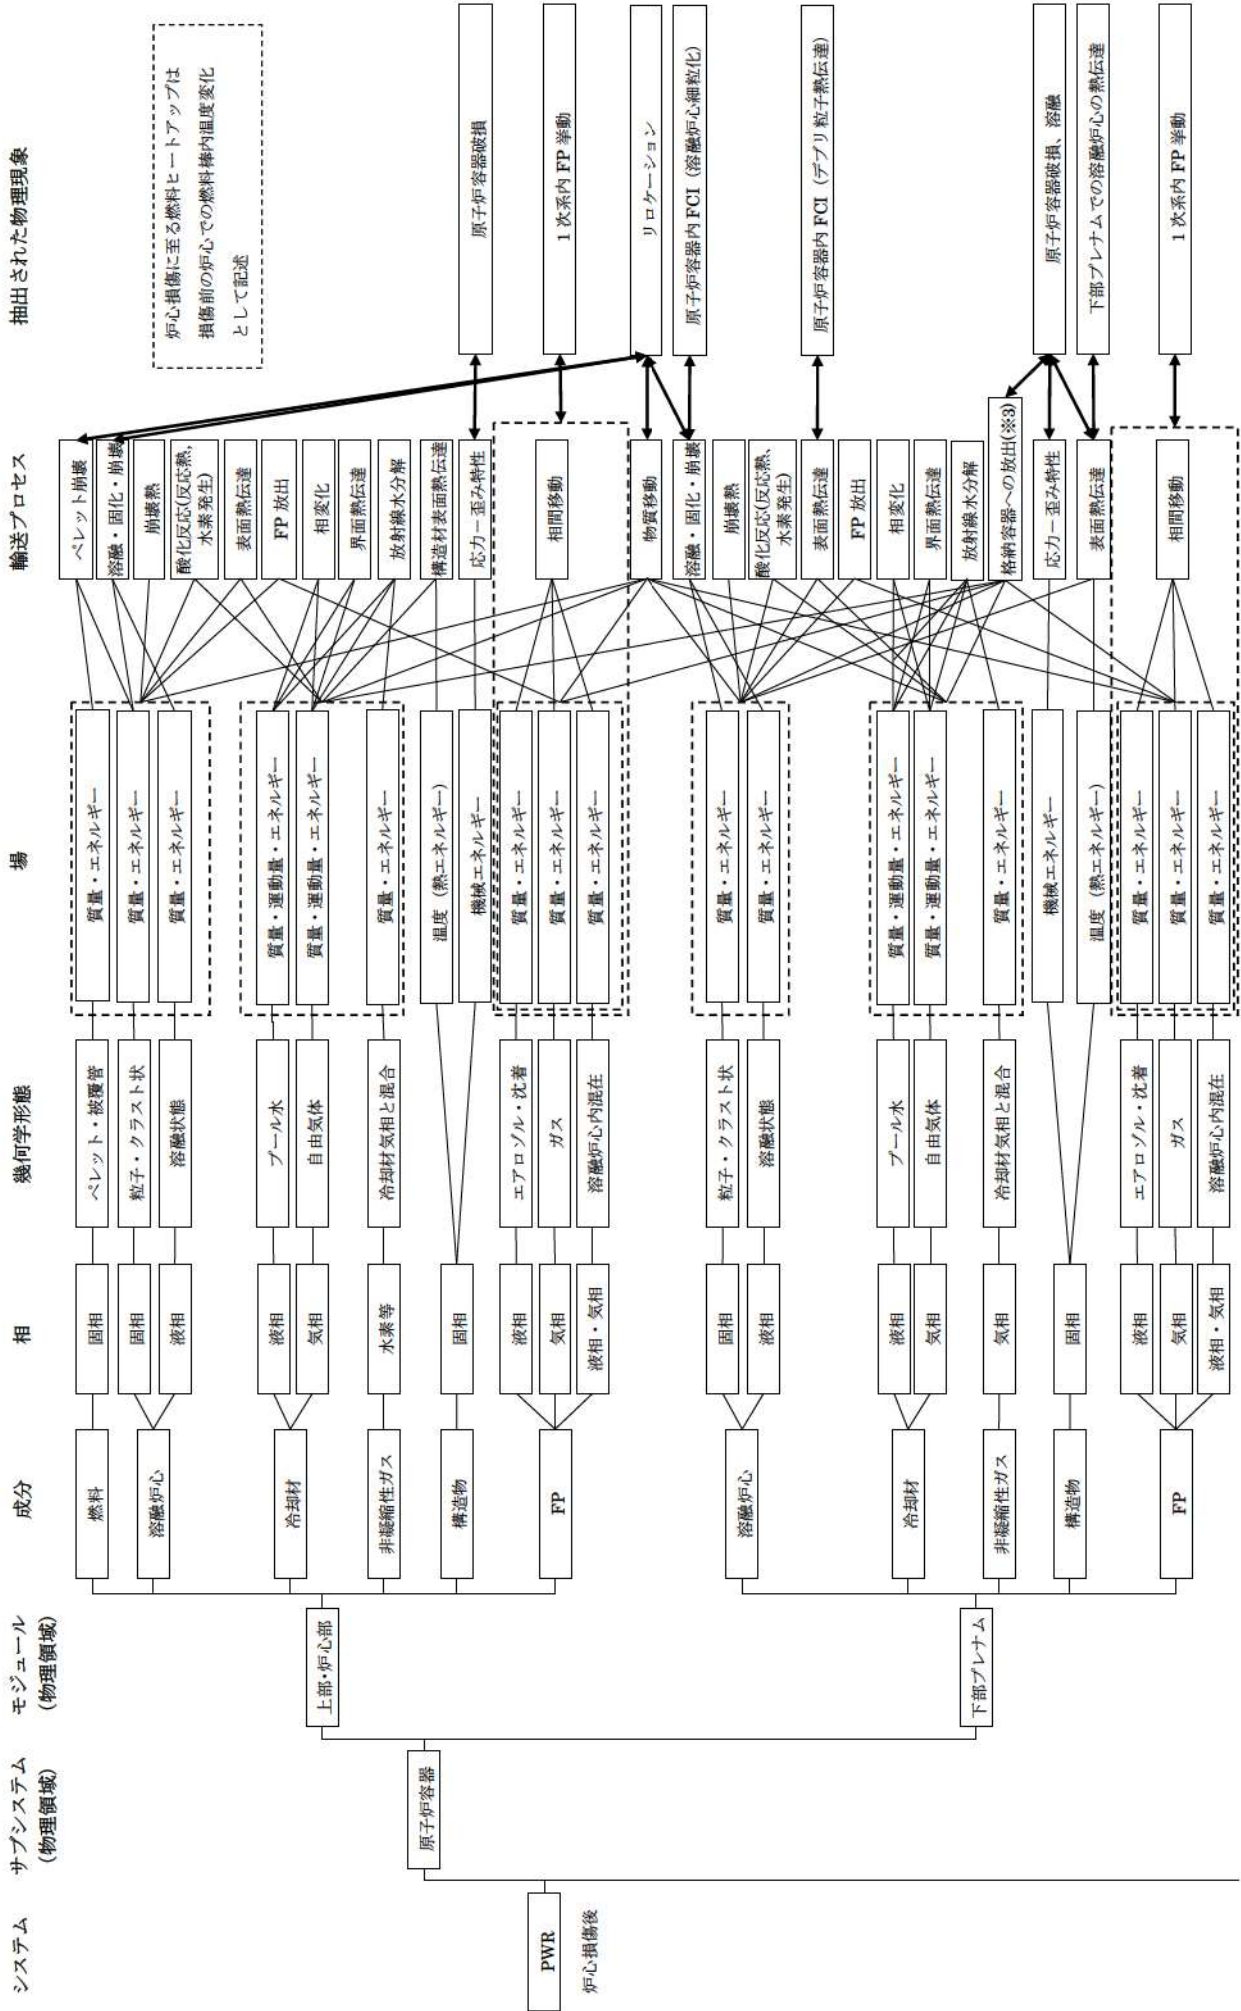 システム
サブシステム
(物理領域)
モジュール
(物理領域)
成分
相
幾何学形態
場
輸送プロセス
抽出された物理現象
PWR
炉心損傷後
原子炉容器
上部・炉心部
下部プレナム
燃料
溶融炉心
冷却材
非凝縮性ガス
構造物
FP
溶融炉心
冷却材
非凝縮性ガス
構造物
FP
固相
固相
液相
液相
気相
水素等
固相
液相
気相
液相・気相
固相
液相
液相
気相
気相
固相
液相
気相
液相・気相
ペレット・被覆管
粒子・クラスト状
溶融状態
プール水
自由気体
冷却材気相と混合
エアロゾル・沈着
ガス
溶融炉心内混在
粒子・クラスト状
溶融状態
プール水
自由気体
冷却材気相と混合
エアロゾル・沈着
ガス
溶融炉心内混在
質量・エネルギー
質量・エネルギー
質量・エネルギー
質量・運動量・エネルギー
質量・運動量・エネルギー
質量・エネルギー
温度（熱エネルギー）
機械エネルギー
質量・エネルギー
質量・エネルギー
質量・エネルギー
質量・エネルギー
質量・エネルギー
質量・運動量・エネルギー
質量・運動量・エネルギー
質量・エネルギー
機械エネルギー
温度（熱エネルギー）
質量・エネルギー
質量・エネルギー
質量・エネルギー
ペレット崩壊
溶融・固化・崩壊
崩壊熱
酸化反応(反応熱,
水素発生)
表面熱伝達
FP 放出
相変化
界面熱伝達
放射線水分解
構造材表面熱伝達
応力－歪み特性
相間移動
物質移動
溶融・固化・崩壊
崩壊熱
酸化反応(反応熱、
水素発生)
表面熱伝達
FP 放出
相変化
界面熱伝達
放射線水分解
格納容器への放出(※3)
応力－歪み特性
表面熱伝達
相間移動
炉心損傷に至る燃料ヒートアップは
損傷前の炉心での燃料棒内温度変化
として記述
原子炉容器破損
1 次系内 FP 挙動
リロケーション
原子炉容器内 FCI（溶融炉心細粒化）
原子炉容器内 FCI（デブリ粒子熱伝達）
原子炉容器破損、溶融
下部プレナムでの溶融炉心の熱伝達
1 次系内 FP 挙動